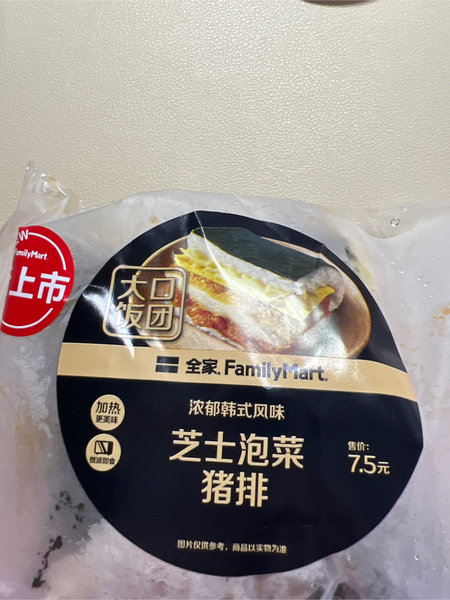 NEW
FamilyMart
上市
大口
饭团
全家 FamilyMart
浓郁韩式风味
加热
更美味
芝士泡菜
猪排
售价：
7.5元
微波即食
图片仅供参考，商品以实物为准